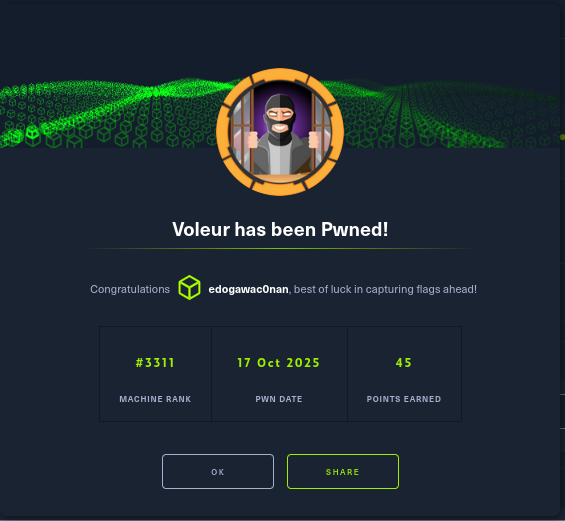 Voleur has been Pwned!
Congratulations edogawac0nan, best of luck in capturing flags ahead!
#3311 17 Oct 2025 45
MACHINE RANK PWN DATE POINTS EARNED
OK SHARE